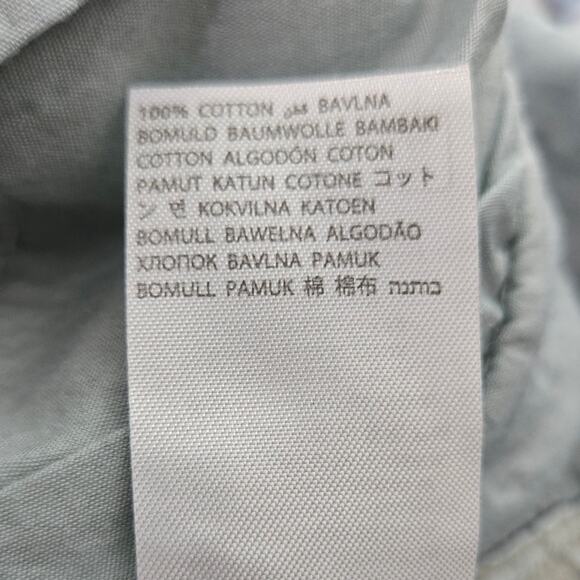 100% COTTON قطن BAVLNA
BOMULD BAUMWOLLE BAMBAKI
COTTON ALGODÓN COTON
PAMUT KATUN COTONE コット
ン 면 KOKVILNA KATOEN
BOMULL BAWEŁNA ALGODÃO
ХЛОПОК BAVLNA PAMUK
BOMULL PAMUK 棉 棉布 כותנה